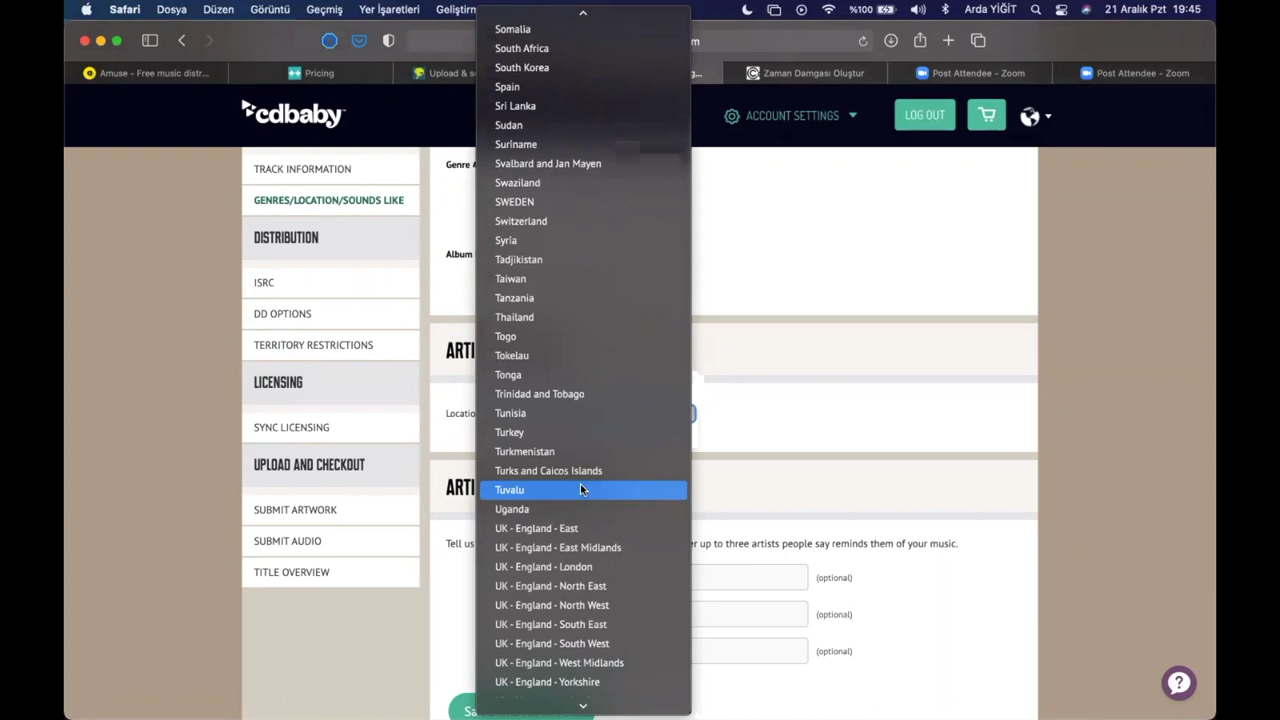 Safari Dosya Düzen Görüntü Geçmiş Yer İşaretleri Geliştirm %100 Arda YİĞİT 21 Aralık Pzt 19:45
m
Amuse - Free music distr... Pricing Upload & s g... Zaman Damgası Oluştur Post Attendee - Zoom Post Attendee - Zoom
cdbaby ACCOUNT SETTINGS LOG OUT
TRACK INFORMATION
GENRES/LOCATION/SOUNDS LIKE
DISTRIBUTION
ISRC
DD OPTIONS
TERRITORY RESTRICTIONS
LICENSING
SYNC LICENSING
UPLOAD AND CHECKOUT
SUBMIT ARTWORK
SUBMIT AUDIO
TITLE OVERVIEW
Genre
Album
ARTI
Locatio
ARTI
Tell us er up to three artists people say reminds them of your music.
(optional)
(optional)
(optional)
Sa
Somalia
South Africa
South Korea
Spain
Sri Lanka
Sudan
Suriname
Svalbard and Jan Mayen
Swaziland
SWEDEN
Switzerland
Syria
Tadjikistan
Taiwan
Tanzania
Thailand
Togo
Tokelau
Tonga
Trinidad and Tobago
Tunisia
Turkey
Turkmenistan
Turks and Caicos Islands
Tuvalu
Uganda
UK - England - East
UK - England - East Midlands
UK - England - London
UK - England - North East
UK - England - North West
UK - England - South East
UK - England - South West
UK - England - West Midlands
UK - England - Yorkshire